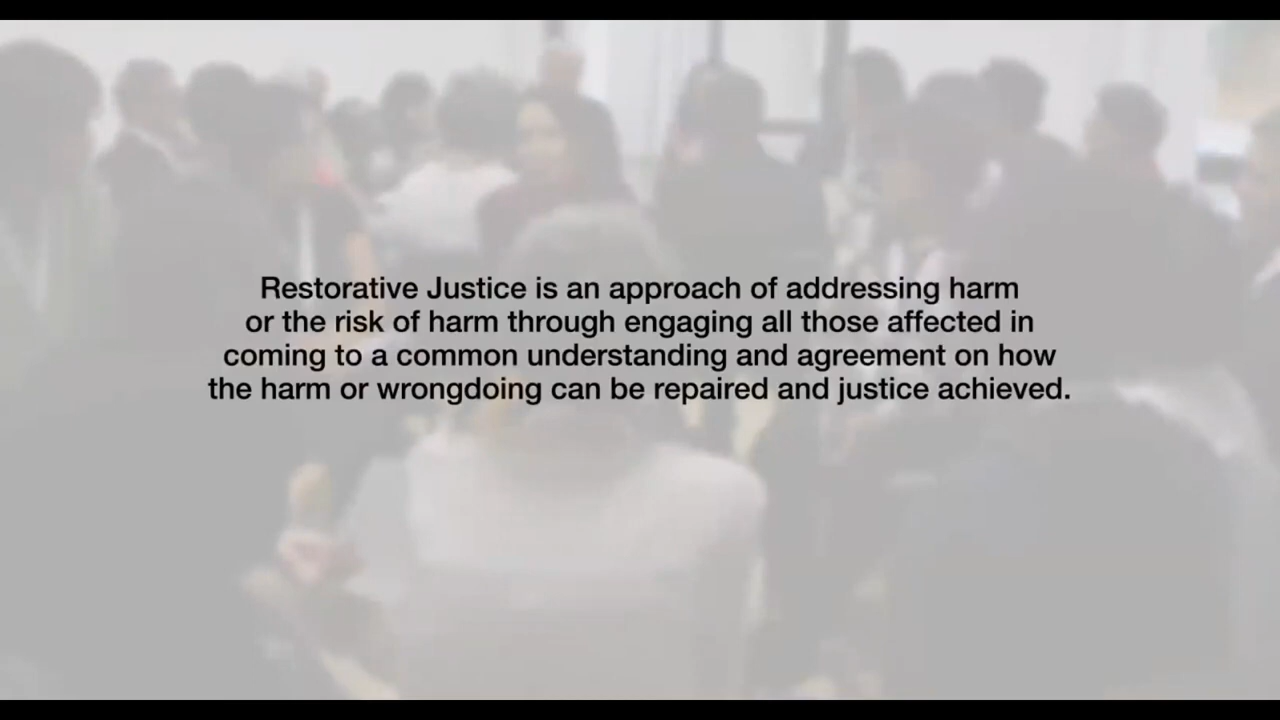 Restorative Justice is an approach of addressing harm
or the risk of harm through engaging all those affected in
coming to a common understanding and agreement on how
the harm or wrongdoing can be repaired and justice achieved.